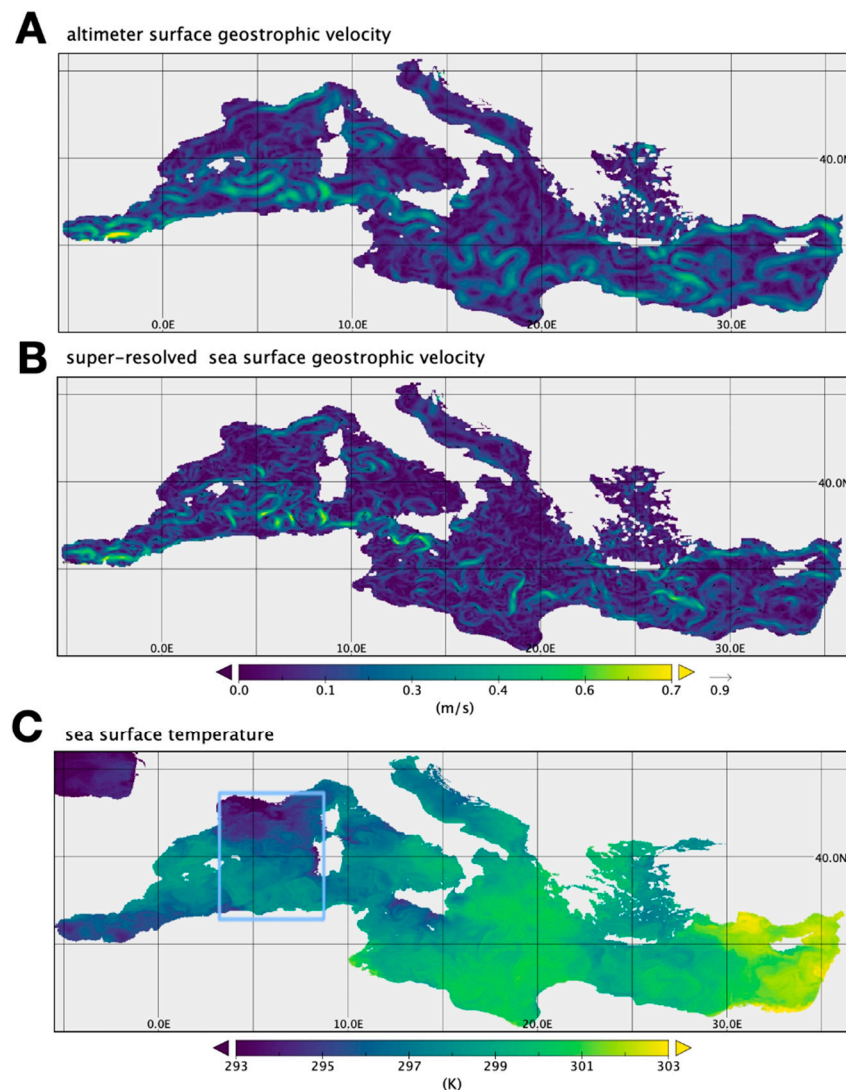 A altimeter surface geostrophic velocity
40.0N
0.0E 10.0E 20.0E 30.0E
B super-resolved sea surface geostrophic velocity
40.0N
0.0E 10.0E 20.0E 30.0E
0.0 0.1 0.3 0.4 0.6 0.7 0.9
(m/s)
C sea surface temperature
40.0N
0.0E 10.0E 20.0E 30.0E
293 295 297 299 301 303
(K)